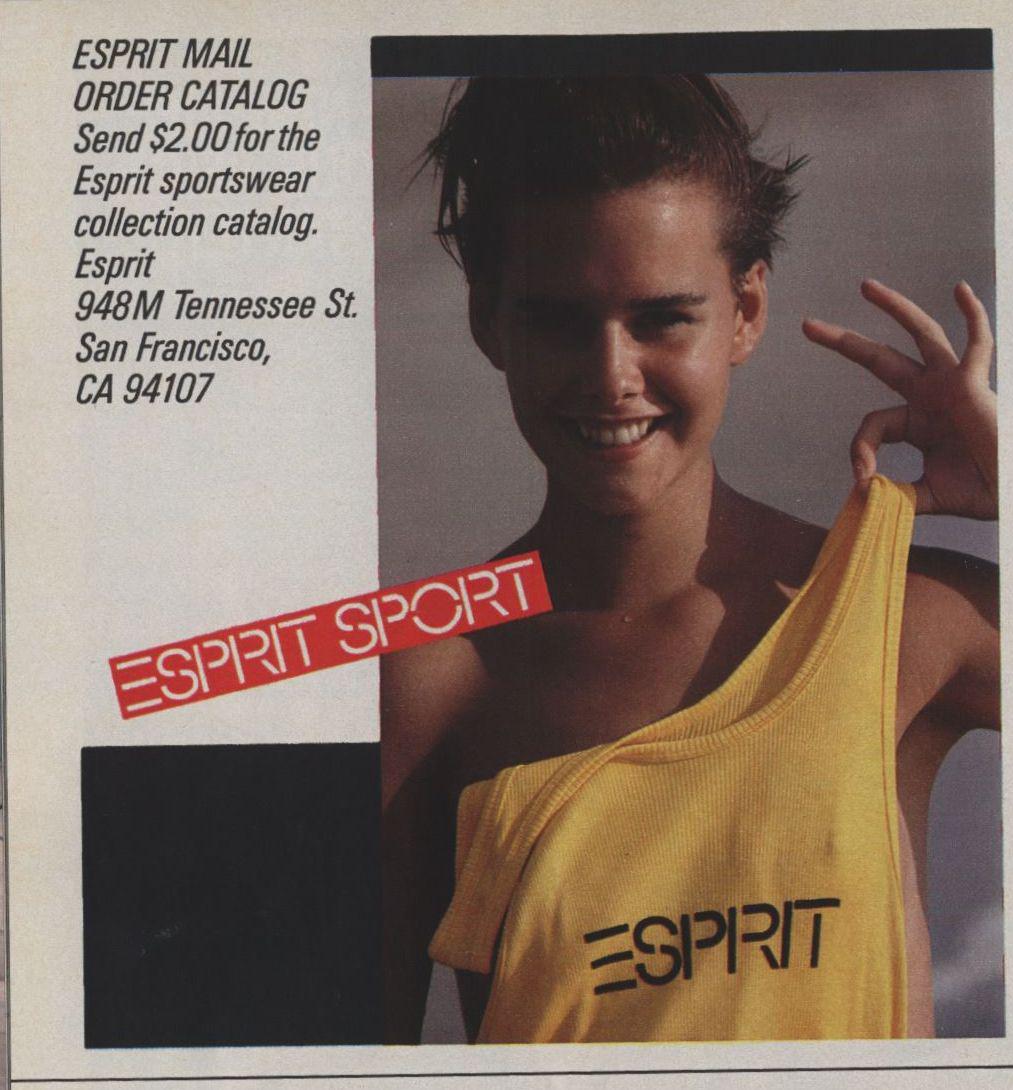 ESPRIT MAIL
ORDER CATALOG
Send $2.00 for the
Esprit sportswear
collection catalog.
Esprit
948M Tennessee St.
San Francisco,
CA 94107
ESPRIT SPORT
ESPRIT